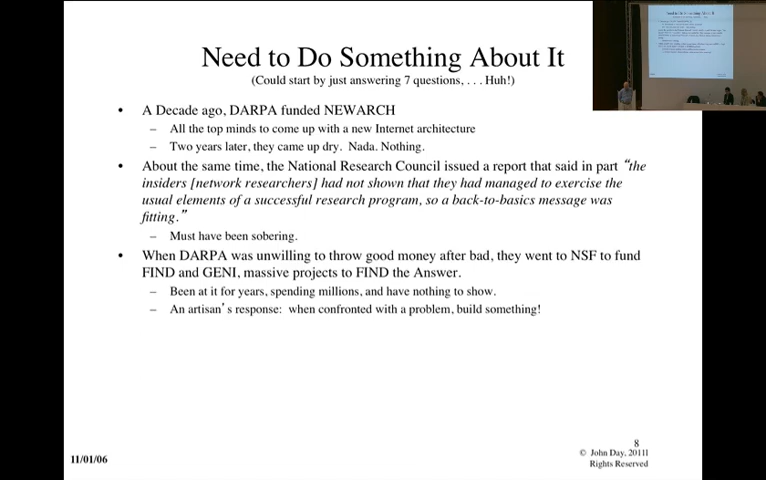 Need to Do Something About It
(Could start by just answering 7 questions, . . . Huh!)
• A Decade ago, DARPA funded NEWARCH
– All the top minds to come up with a new Internet architecture
– Two years later, they came up dry. Nada. Nothing.
• About the same time, the National Research Council issued a report that said in part “the
insiders [network researchers] had not shown that they had managed to exercise the
usual elements of a successful research program, so a back-to-basics message was
fitting.”
– Must have been sobering.
• When DARPA was unwilling to throw good money after bad, they went to NSF to fund
FIND and GENI, massive projects to FIND the Answer.
– Been at it for years, spending millions, and have nothing to show.
– An artisan’s response: when confronted with a problem, build something!
11/01/06
8
© John Day, 20111
Rights Reserved